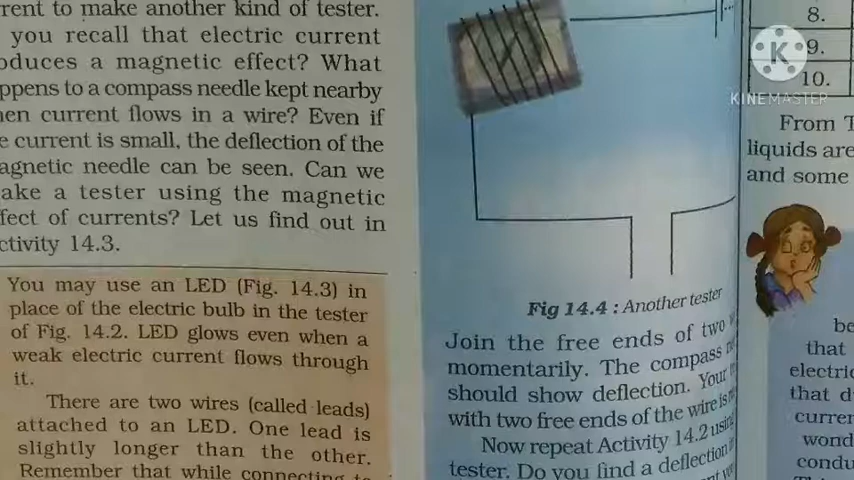 rent to make another kind of tester.
you recall that electric current
oduces a magnetic effect? What
ppens to a compass needle kept nearby
en current flows in a wire? Even if
e current is small, the deflection of the
agnetic needle can be seen. Can we
ake a tester using the magnetic
fect of currents? Let us find out in
ctivity 14.3.
You may use an LED (Fig. 14.3) in
place of the electric bulb in the tester
of Fig. 14.2. LED glows even when a
weak electric current flows through
it.
There are two wires (called leads)
attached to an LED. One lead is
slightly longer than the other.
Remember that while connecting to
Fig 14.4 : Another tester
Join the free ends of two
momentarily. The compass
should show deflection. Your
with two free ends of the wire is
Now repeat Activity 14.2 using
tester. Do you find a deflection
8.
9.
10.
KINEMASTER
From T
liquids are
and some
be
that
electric
that d
curren
wond
condu